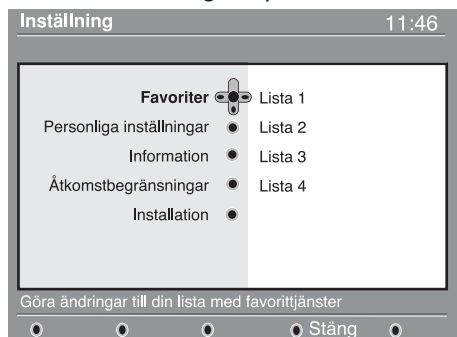 Inställning 11:46
Favoriter Lista 1
Personliga inställningar Lista 2
Information Lista 3
Åtkomstbegränsningar Lista 4
Installation
Göra ändringar till din lista med favorittjänster
Stäng